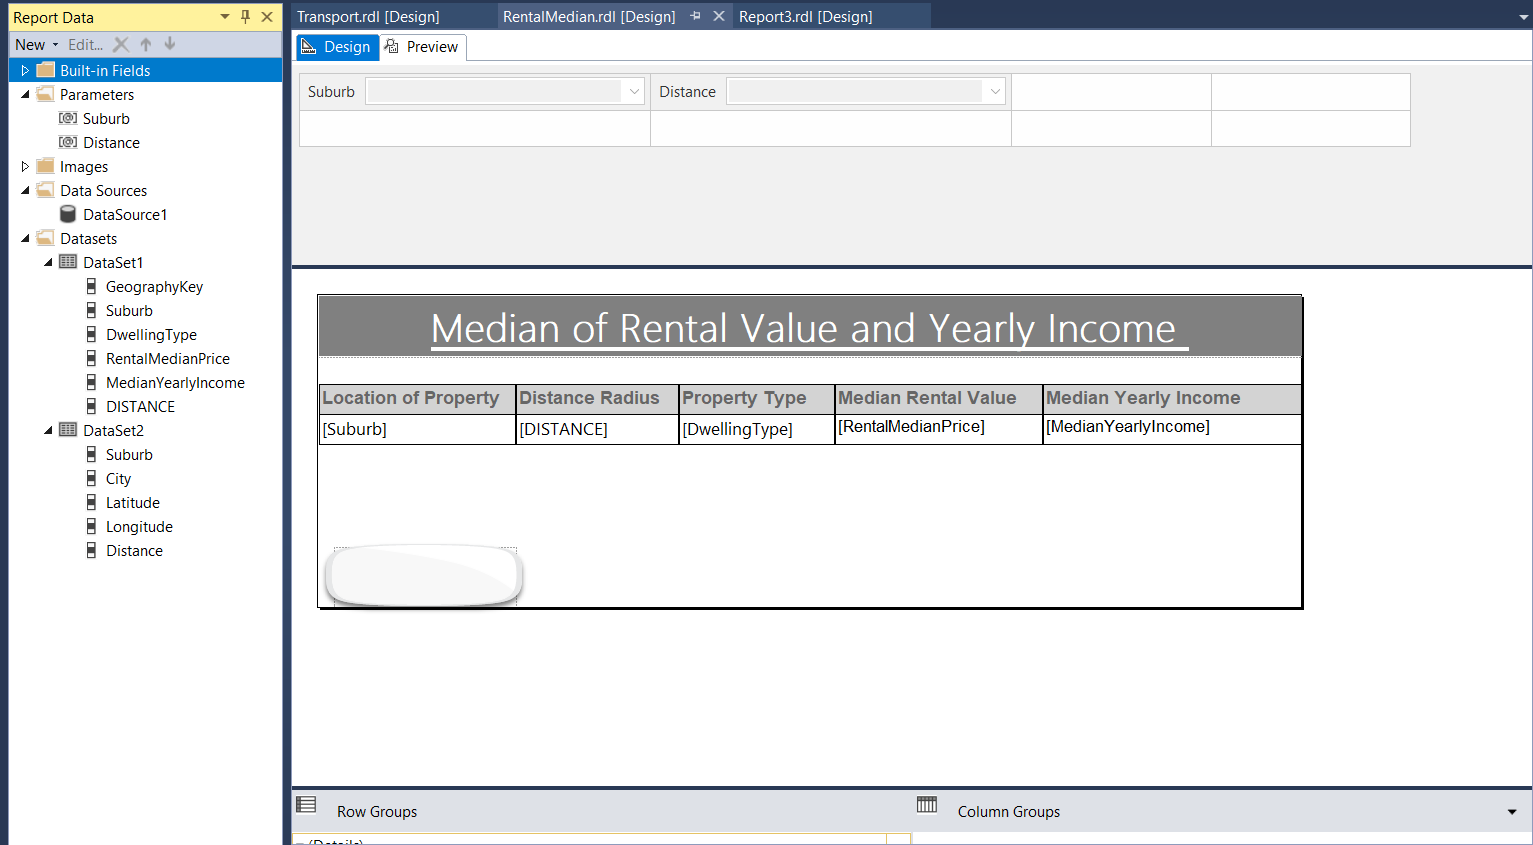 Report Data
New Edit...
Built-in Fields
Parameters
Suburb
Distance
Images
Data Sources
DataSource1
Datasets
DataSet1
GeographyKey
Suburb
DwellingType
RentalMedianPrice
MedianYearlyIncome
DISTANCE
DataSet2
Suburb
City
Latitude
Longitude
Distance
Transport.rdl [Design] RentalMedian.rdl [Design] Report3.rdl [Design]
Design Preview
Suburb Distance
Median of Rental Value and Yearly Income
Location of Property Distance Radius Property Type Median Rental Value Median Yearly Income
[Suburb] [DISTANCE] [DwellingType] [RentalMedianPrice] [MedianYearlyIncome]
Row Groups Column Groups
(Details)